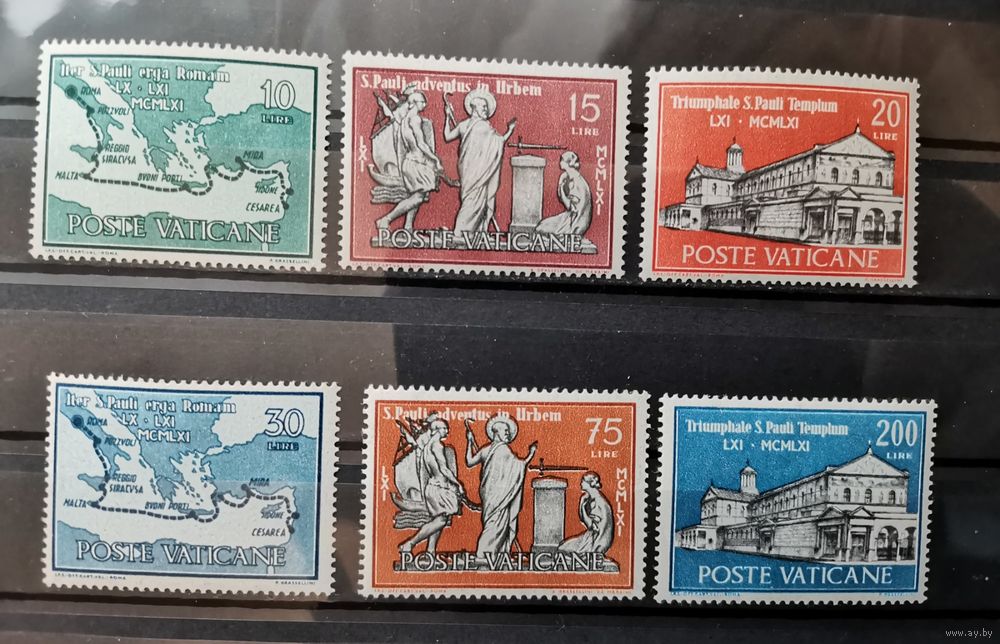 Iter S. Pauli erga Romam
LX · LXI
MCMLXI
10
LIRE
ROMA
POZZVOLI
REGGIO
SIRACVSA
MALTA
BVONI PORTI
MIRA
SIDONE
CESAREA
POSTE VATICANE
S. Pauli adventus in Urbem
15
LIRE
LXI
MCMLXI
POSTE VATICANE
Triumphale S. Pauli Templum
LXI · MCMLXI
20
LIRE
POSTE VATICANE
Iter S. Pauli erga Romam
LX · LXI
MCMLXI
30
LIRE
ROMA
POZZVOLI
REGGIO
SIRACVSA
MALTA
BVONI PORTI
MIRA
SIDONE
CESAREA
POSTE VATICANE
S. Pauli adventus in Urbem
75
LIRE
LXI
MCMLXI
POSTE VATICANE
Triumphale S. Pauli Templum
LXI · MCMLXI
200
LIRE
POSTE VATICANE
www.ay.by